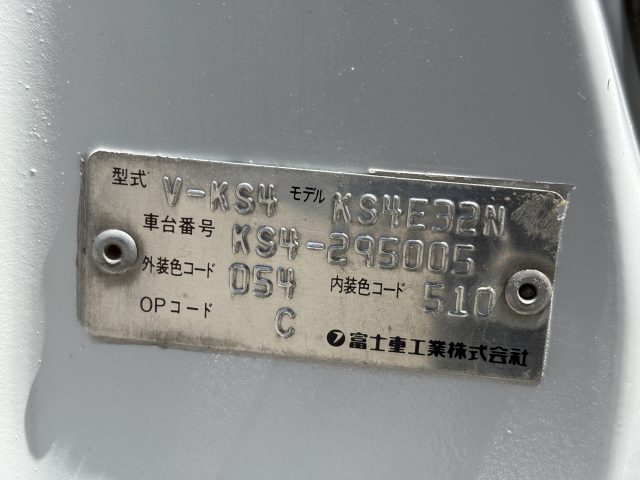 型式 V-KS4 モデル KS4E32N
車台番号 KS4-295005
外装色コード 054 内装色コード 510
OPコード C
富士重工業株式会社